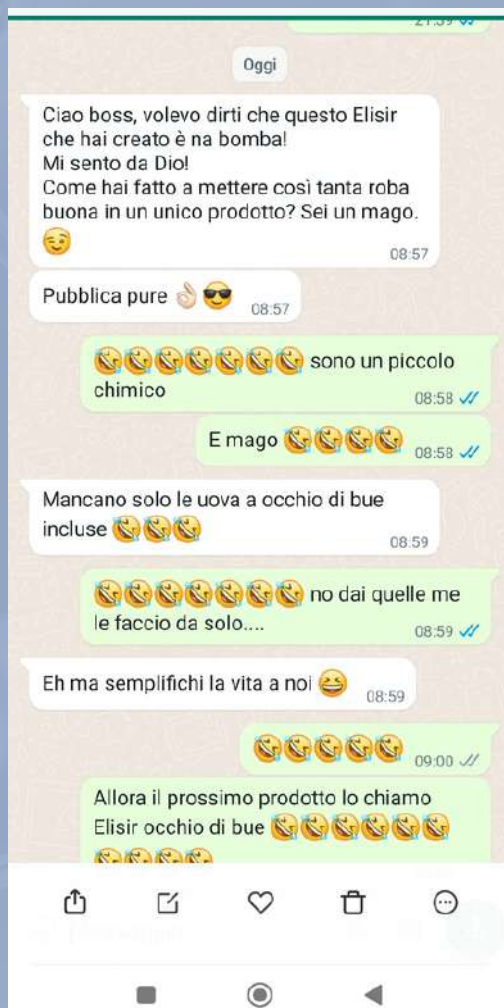 21:39
Oggi
Ciao boss, volevo dirti che questo Elisir
che hai creato è na bomba!
Mi sento da Dio!
Come hai fatto a mettere così tanta roba
buona in un unico prodotto? Sei un mago.
😉
08:57
Pubblica pure 👌🏻😎 08:57
🤣🤣🤣🤣🤣🤣🤣 sono un piccolo
chimico
08:58
E mago 🤣🤣🤣🤣 08:58
Mancano solo le uova a occhio di bue
incluse 🤣🤣🤣
08:59
🤣🤣🤣🤣🤣🤣🤣 no dai quelle me
le faccio da solo....
08:59
Eh ma semplifichi la vita a noi 😆 08:59
🤣🤣🤣🤣🤣 09:00
Allora il prossimo prodotto lo chiamo
Elisir occhio di bue 🤣🤣🤣🤣🤣🤣
🤣🤣🤣🤣